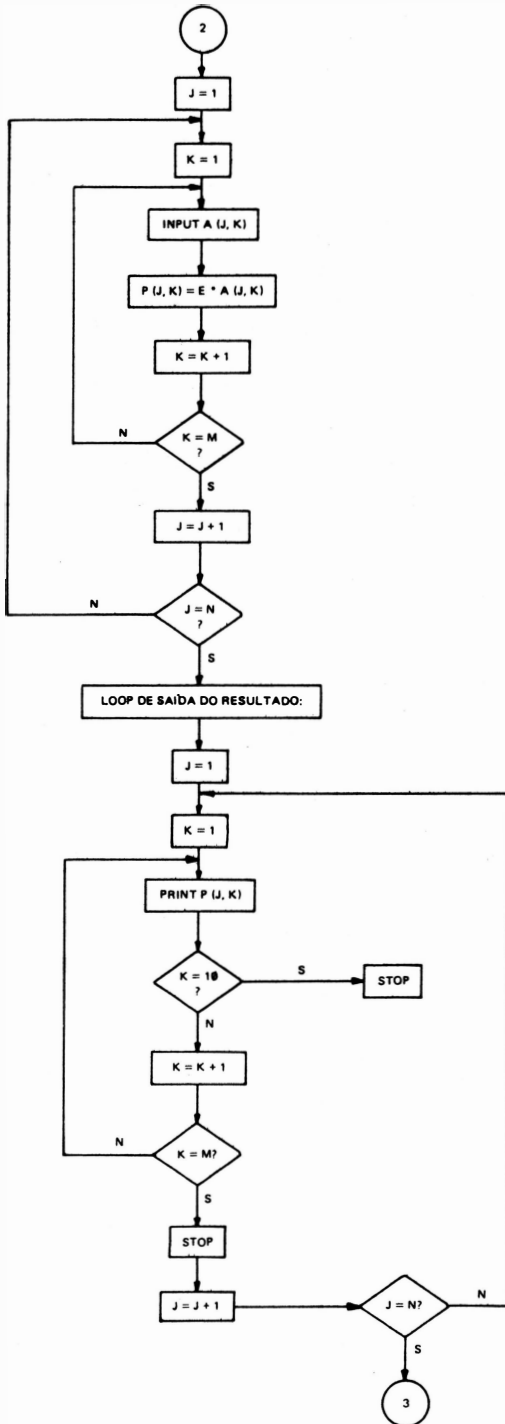 2
J = 1
K = 1
INPUT A (J, K)
P (J, K) = E * A (J, K)
K = K + 1
K = M
?
N
S
J = J + 1
J = N
?
N
S
LOOP DE SAÍDA DO RESULTADO:
J = 1
K = 1
PRINT P (J, K)
K = 10
?
S
STOP
N
K = K + 1
K = M?
N
S
STOP
J = J + 1
J = N?
N
S
3